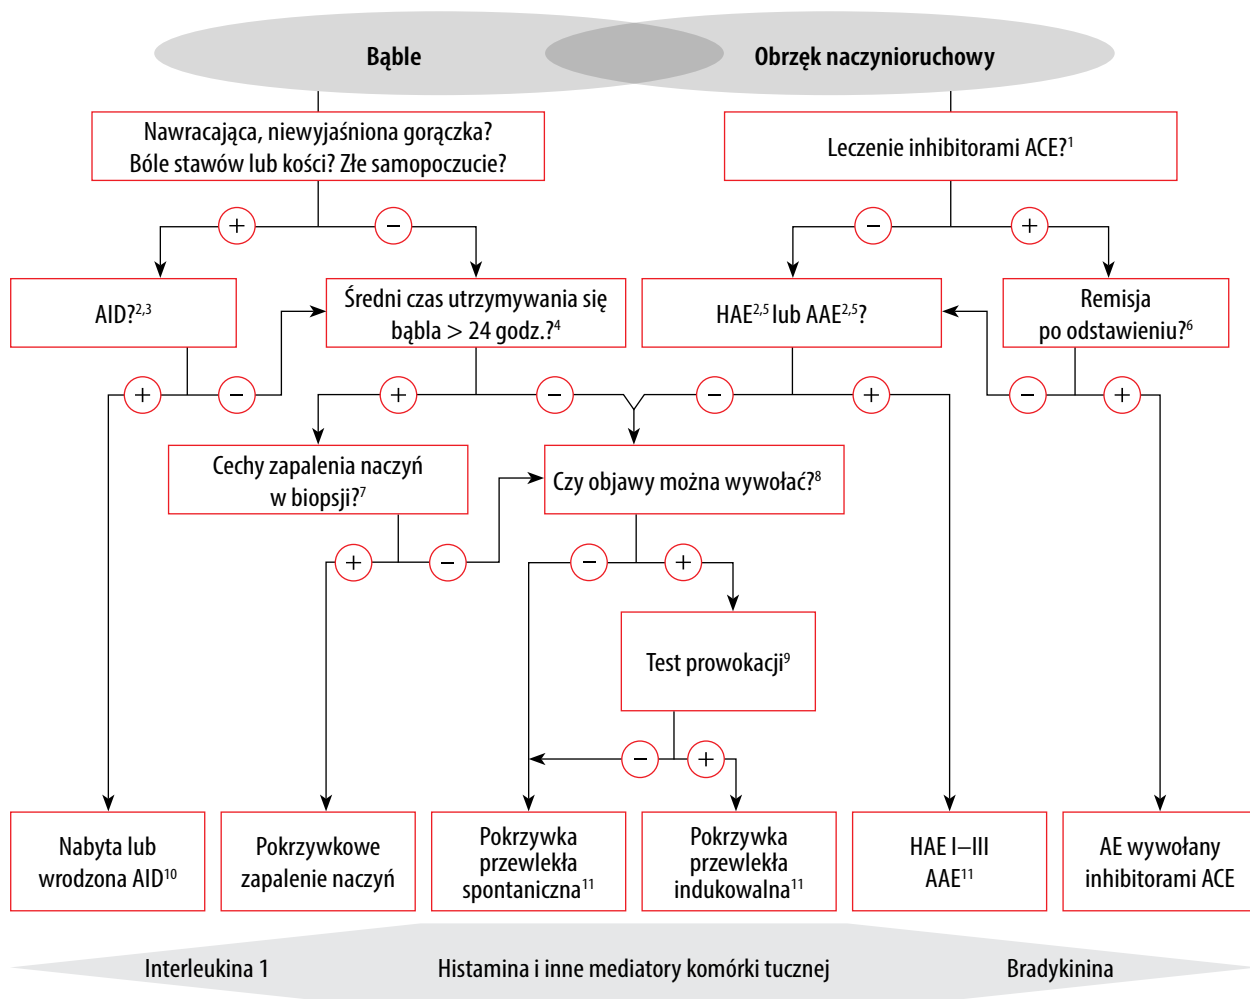 Bąble
Obrzęk naczynioruchowy
Nawracająca, niewyjaśniona gorączka?
Bóle stawów lub kości? Złe samopoczucie?
Leczenie inhibitorami ACE?¹
+
−
−
+
AID?²,³
Średni czas utrzymywania się
bąbla > 24 godz.?⁴
HAE²,⁵ lub AAE²,⁵?
Remisja
po odstawieniu?⁶
+
−
+
−
−
+
−
+
Cechy zapalenia naczyń
w biopsji?⁷
Czy objawy można wywołać?⁸
+
−
−
+
Test prowokacji⁹
−
+
Nabyta lub
wrodzona AID¹⁰
Pokrzywkowe
zapalenie naczyń
Pokrzywka
przewlekła
spontaniczna¹¹
Pokrzywka
przewlekła
indukowalna¹¹
HAE I–III
AAE¹¹
AE wywołany
inhibitorami ACE
Interleukina 1
Histamina i inne mediatory komórki tucznej
Bradykinina